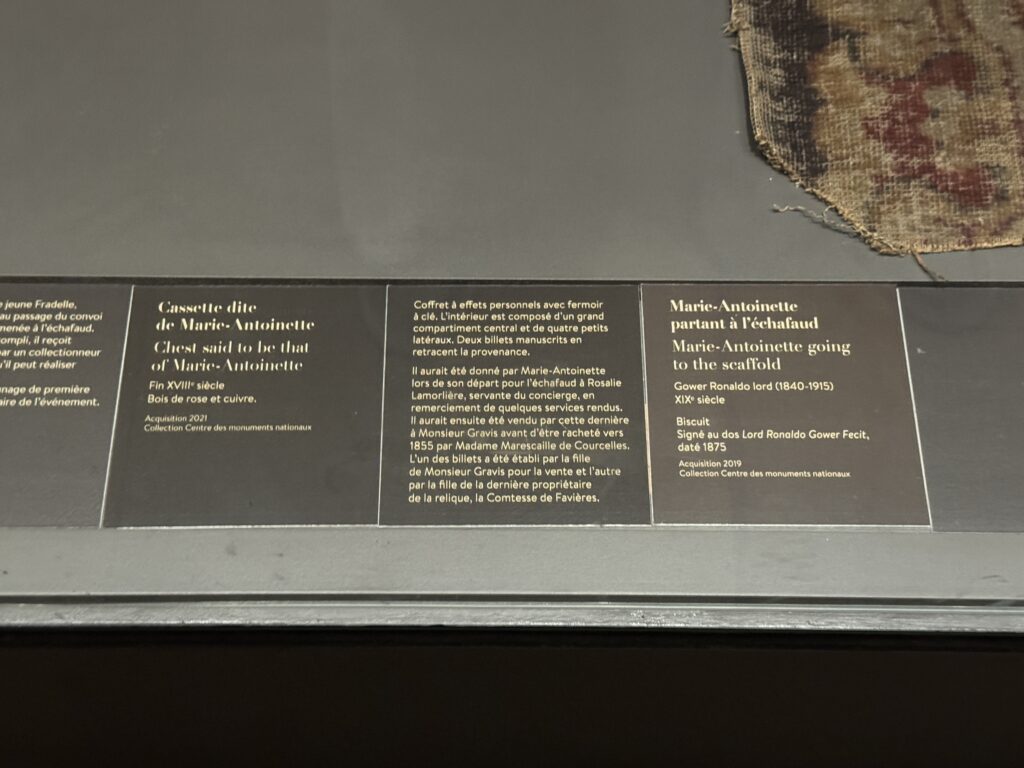 jeune Fradelle,
au passage du convoi
menée à l'échafaud.
ompli, il reçoit
ar un collectionneur
u'il peut réaliser
nage de première
aire de l'événement.
Cassette dite
de Marie-Antoinette
Chest said to be that
of Marie-Antoinette
Fin XVIIIᵉ siècle
Bois de rose et cuivre.
Acquisition 2021
Collection Centre des monuments nationaux
Coffret à effets personnels avec fermoir
à clé. L'intérieur est composé d'un grand
compartiment central et de quatre petits
latéraux. Deux billets manuscrits en
retracent la provenance.
Il aurait été donné par Marie-Antoinette
lors de son départ pour l'échafaud à Rosalie
Lamorlière, servante du concierge, en
remerciement de quelques services rendus.
Il aurait ensuite été vendu par cette dernière
à Monsieur Gravis avant d'être racheté vers
1855 par Madame Marescaille de Courcelles.
L'un des billets a été établi par la fille
de Monsieur Gravis pour la vente et l'autre
par la fille de la dernière propriétaire
de la relique, la Comtesse de Favières.
Marie-Antoinette
partant à l'échafaud
Marie-Antoinette going
to the scaffold
Gower Ronaldo lord (1840-1915)
XIXᵉ siècle
Biscuit
Signé au dos Lord Ronaldo Gower Fecit,
daté 1875
Acquisition 2019
Collection Centre des monuments nationaux